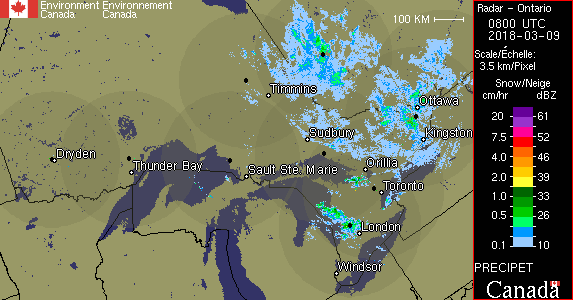 Environment Environnement
Canada Canada
100 KM
Timmins
Ottawa
Sudbury
Kingston
Dryden
Thunder Bay
Sault Ste. Marie
Orillia
Toronto
London
Windsor
Radar – Ontario
0800 UTC
2018-03-09
Scale/Échelle:
3.5 km/Pixel
Snow/Neige
cm/hr dBZ
20 61
7.5 52
4.0 46
2.0 39
1.0 33
0.5 26
0.1 10
PRECIPET
Canada